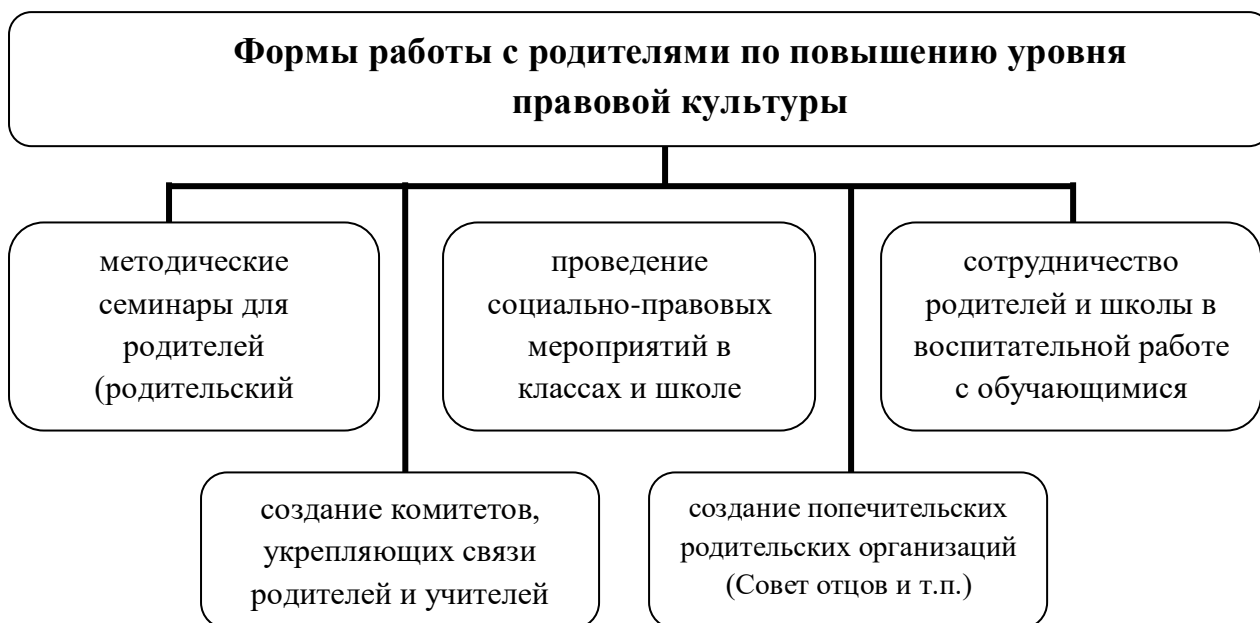 Формы работы с родителями по повышению уровня
правовой культуры
методические
семинары для
родителей
(родительский
проведение
социально-правовых
мероприятий в
классах и школе
сотрудничество
родителей и школы в
воспитательной работе
с обучающимися
создание комитетов,
укрепляющих связи
родителей и учителей
создание попечительских
родительских организаций
(Совет отцов и т.п.)